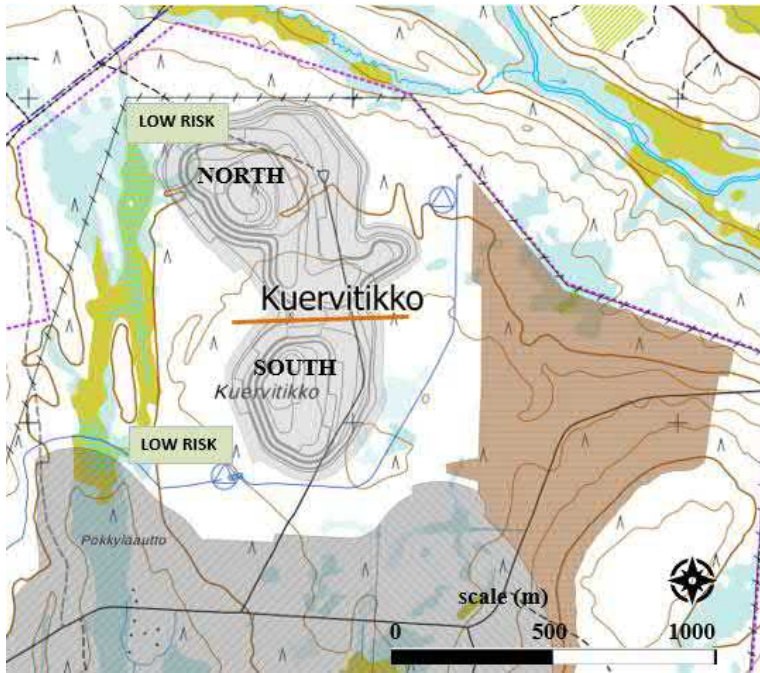 LOW RISK
NORTH
Kuervitikko
SOUTH
Kuervitikko
LOW RISK
Pokkylaautto
scale (m)
0 500 1000